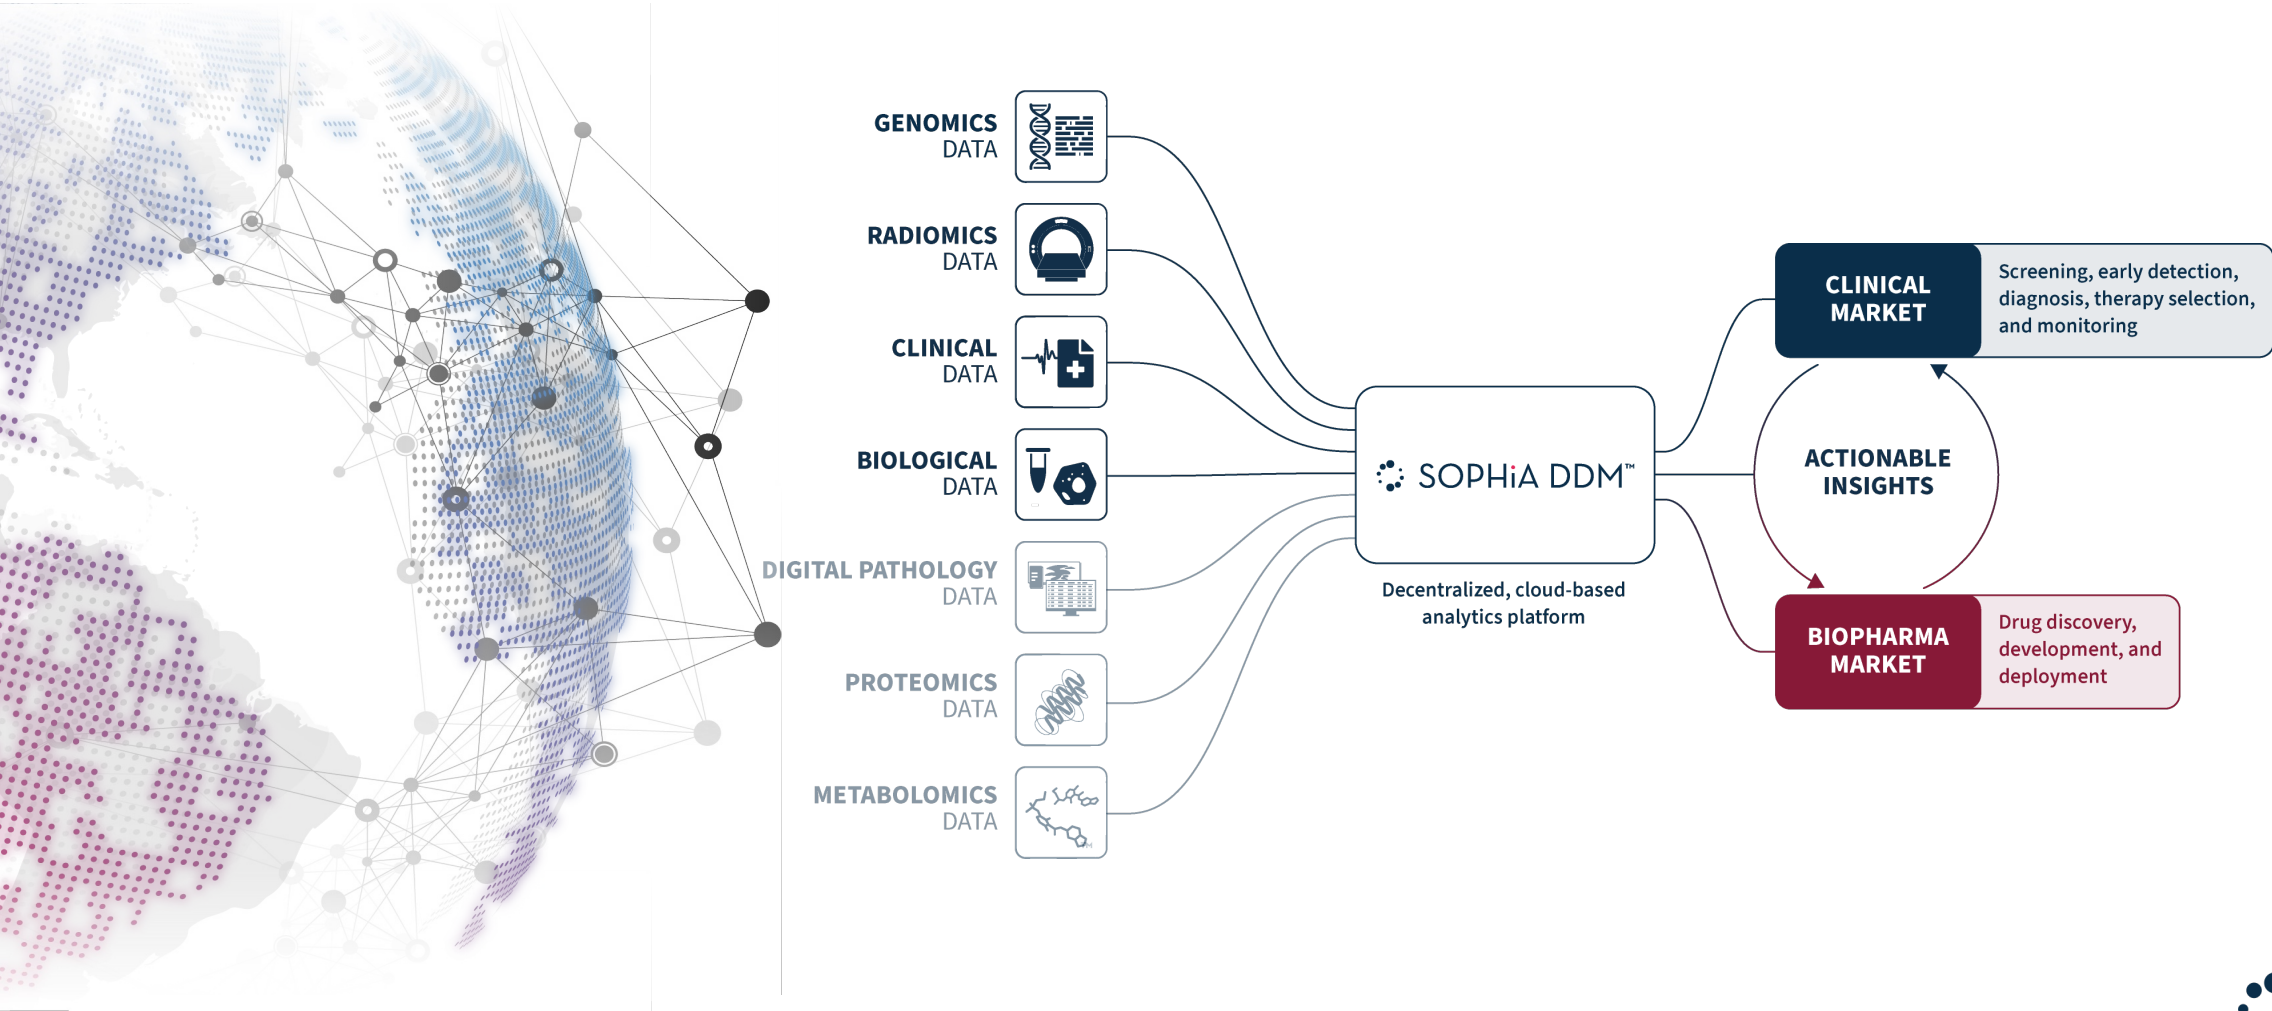 GENOMICS
DATA
RADIOMICS
DATA
CLINICAL
DATA
BIOLOGICAL
DATA
DIGITAL PATHOLOGY
DATA
PROTEOMICS
DATA
METABOLOMICS
DATA
SOPHiA DDM™
Decentralized, cloud-based
analytics platform
CLINICAL
MARKET
Screening, early detection,
diagnosis, therapy selection,
and monitoring
ACTIONABLE
INSIGHTS
BIOPHARMA
MARKET
Drug discovery,
development, and
deployment